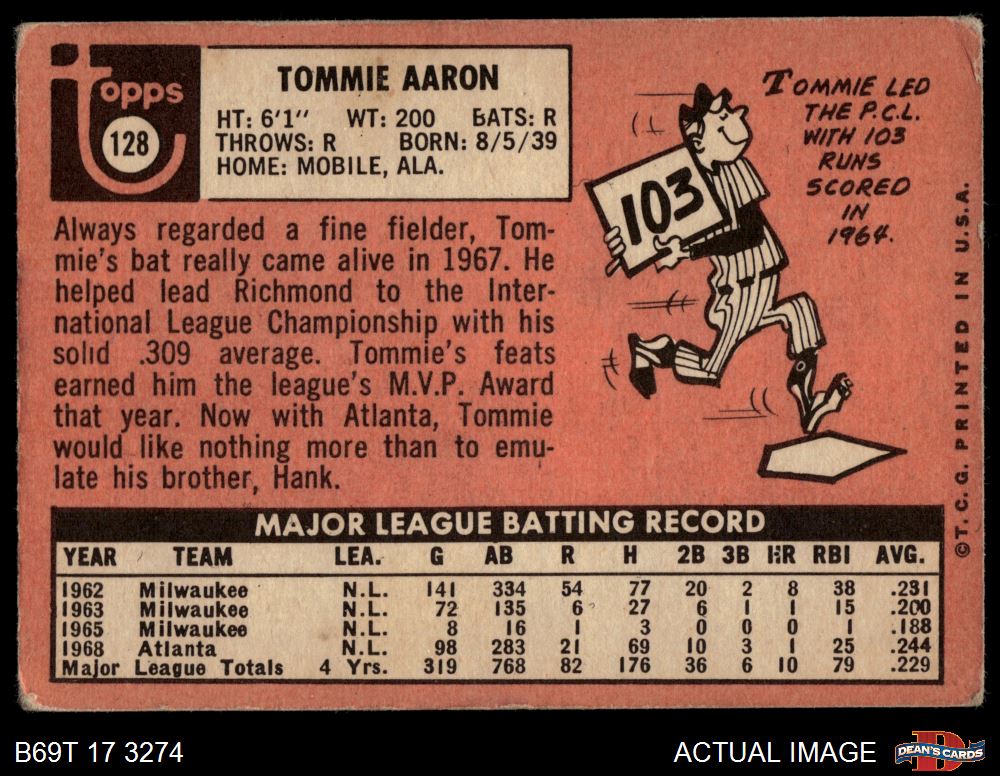 topps
128
TOMMIE AARON
HT: 6'1" WT: 200 BATS: R
THROWS: R BORN: 8/5/39
HOME: MOBILE, ALA.
Always regarded a fine fielder, Tom-
mie's bat really came alive in 1967. He
helped lead Richmond to the Inter-
national League Championship with his
solid .309 average. Tommie's feats
earned him the league's M.V.P. Award
that year. Now with Atlanta, Tommie
would like nothing more than to emu-
late his brother, Hank.
TOMMIE LED
THE P.C.L.
WITH 103
RUNS
SCORED
IN
1964.
103
©T.C.G. PRINTED IN U.S.A.
MAJOR LEAGUE BATTING RECORD
YEAR TEAM LEA. G AB R H 2B 3B HR RBI AVG.
1962 Milwaukee N.L. 141 334 54 77 20 2 8 38 .231
1963 Milwaukee N.L. 72 135 6 27 6 1 1 15 .200
1965 Milwaukee N.L. 8 16 1 3 0 0 0 1 .188
1968 Atlanta N.L. 98 283 21 69 10 3 1 25 .244
Major League Totals 4 Yrs. 319 768 82 176 36 6 10 79 .229
B69T 17 3274
ACTUAL IMAGE
D
DEAN'S CARDS